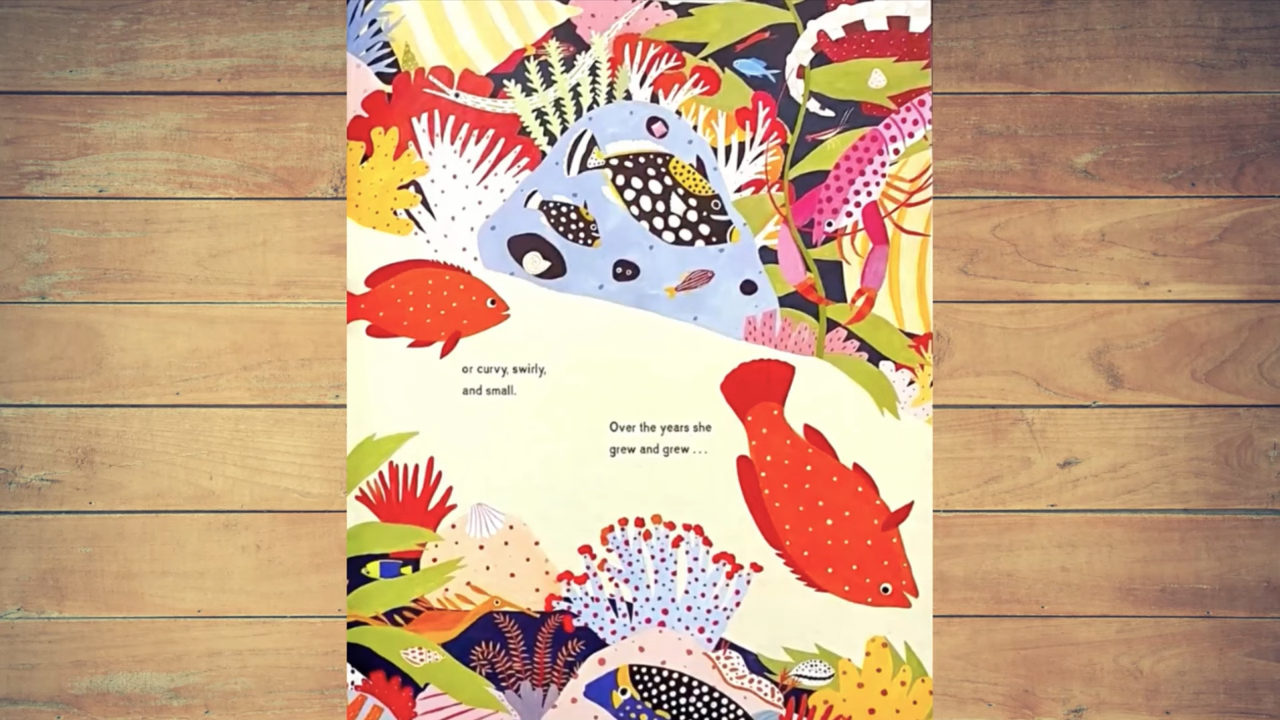 or curvy, swirly,
and small.
Over the years she
grew and grew . . .